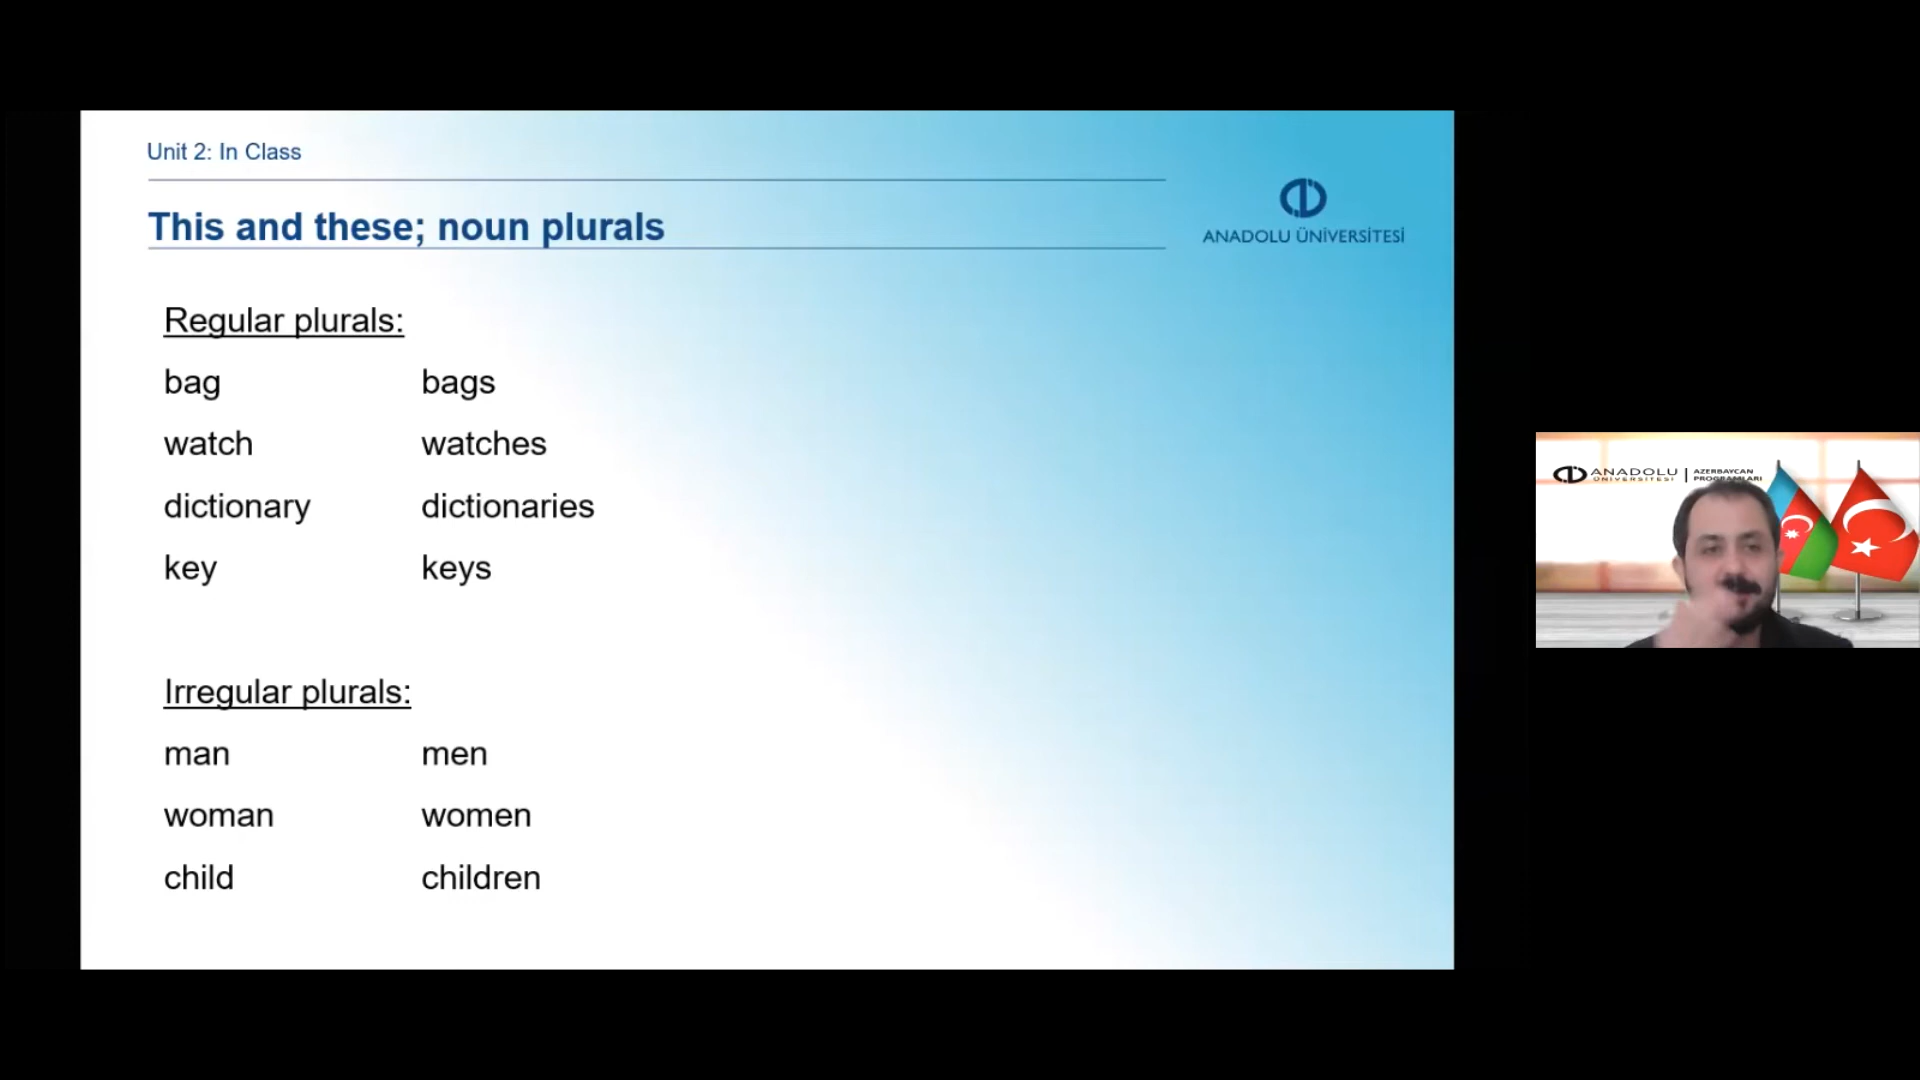 Unit 2: In Class
This and these; noun plurals
ANADOLU ÜNİVERSİTESİ
Regular plurals:
bag bags
watch watches
dictionary dictionaries
key keys
Irregular plurals:
man men
woman women
child children
ANADOLU
ÜNİVERSİTESİ
AZERBAYCAN
PROGRAMLARI